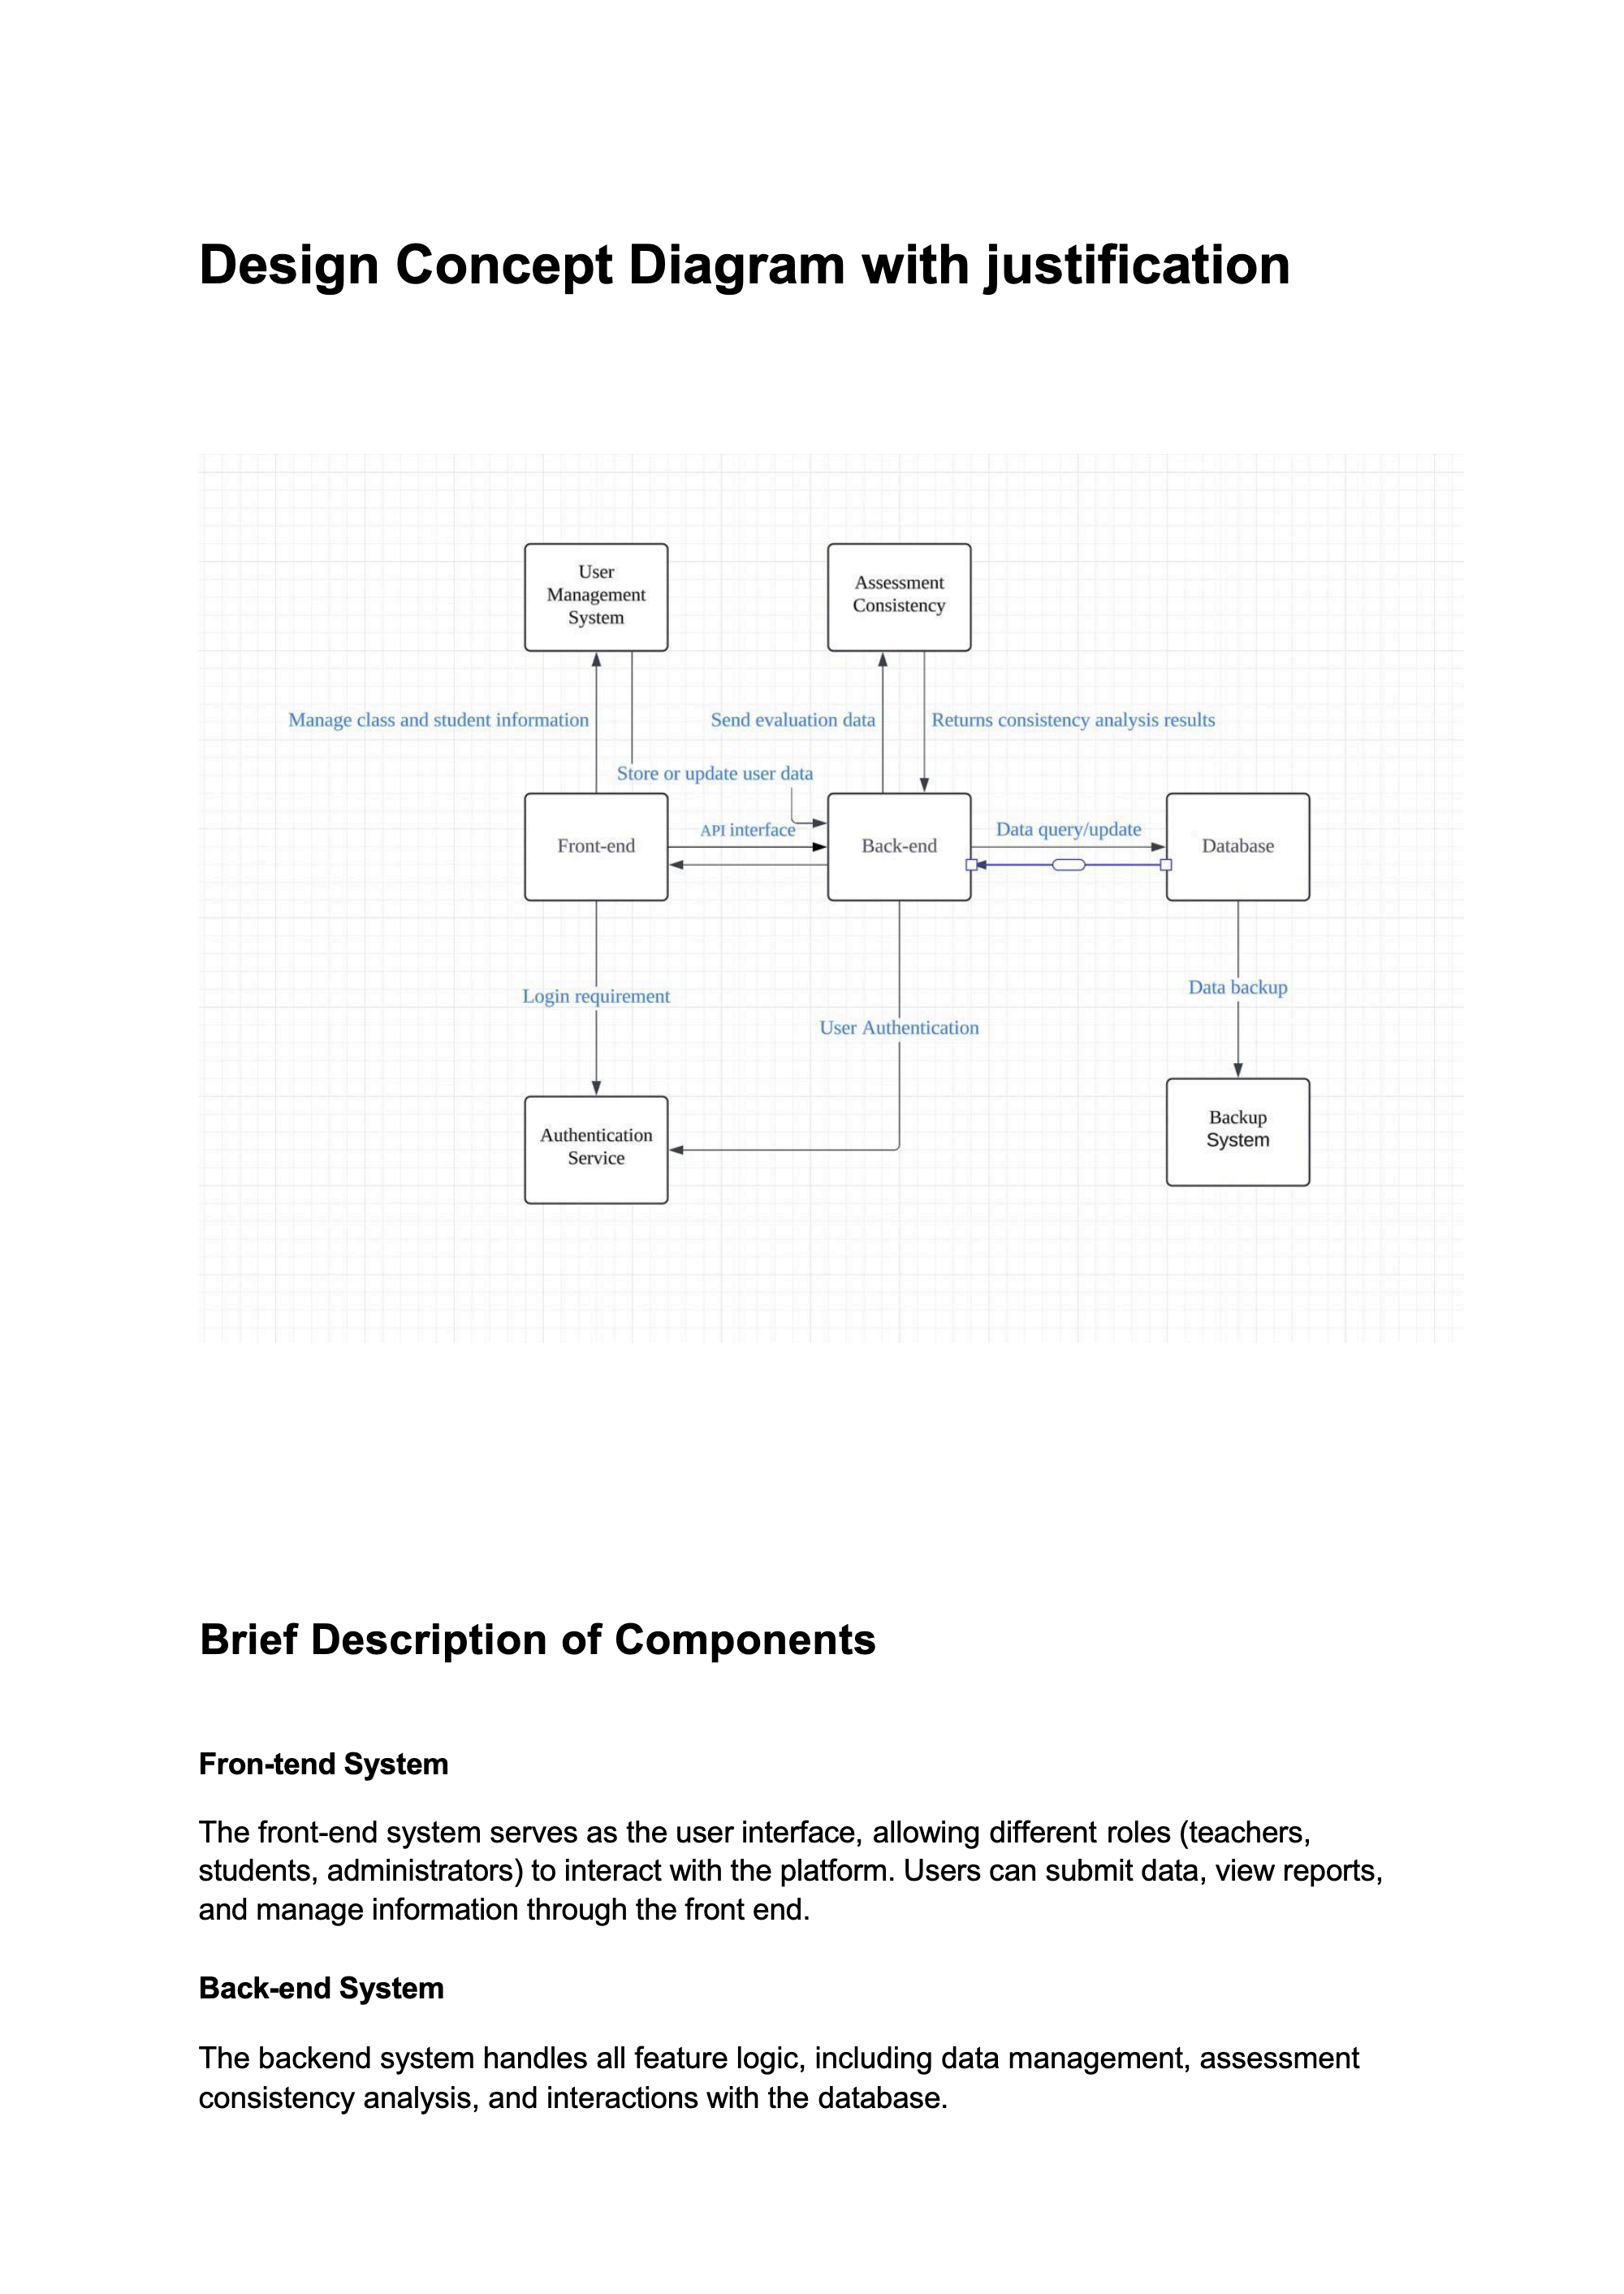 Design Concept Diagram with justification
User
Management
System
Assessment
Consistency
Manage class and student information
Send evaluation data
Returns consistency analysis results
Store or update user data
Front-end
API interface
Back-end
Data query/update
Database
Login requirement
User Authentication
Data backup
Authentication
Service
Backup
System
Brief Description of Components
Fron-tend System
The front-end system serves as the user interface, allowing different roles (teachers,
students, administrators) to interact with the platform. Users can submit data, view reports,
and manage information through the front end.
Back-end System
The backend system handles all feature logic, including data management, assessment
consistency analysis, and interactions with the database.